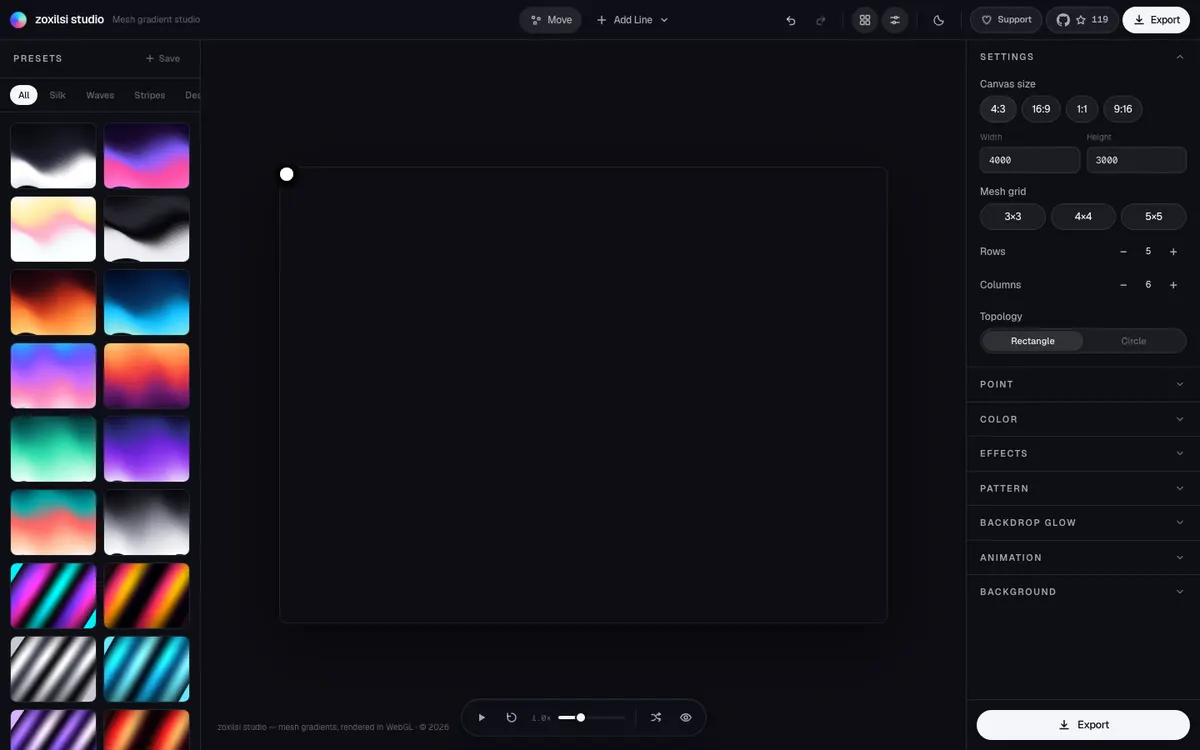 zoxilsi studio Mesh gradient studio
Move
Add Line
Support
119
Export
PRESETS
Save
All Silk Waves Stripes
SETTINGS
Canvas size
4:3 16:9 1:1 9:16
Width Height
4000 3000
Mesh grid
3×3 4×4 5×5
Rows − 5 +
Columns − 6 +
Topology
Rectangle Circle
POINT
COLOR
EFFECTS
PATTERN
BACKDROP GLOW
ANIMATION
BACKGROUND
1.0x
zoxilsi studio — mesh gradients, rendered in WebGL · © 2026
Export